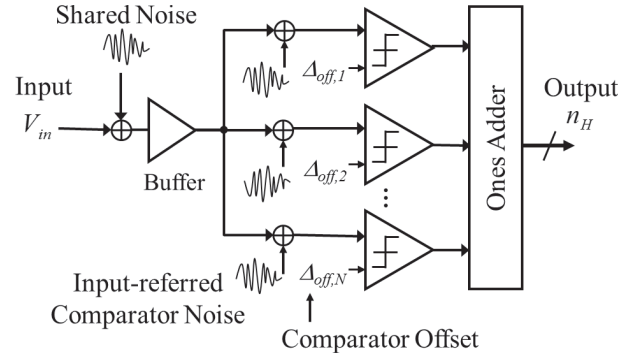 Shared Noise
Input
V_in
Buffer
Δ_off,1
Δ_off,2
Δ_off,N
Ones Adder
Output
n_H
Input-referred
Comparator Noise
Comparator Offset